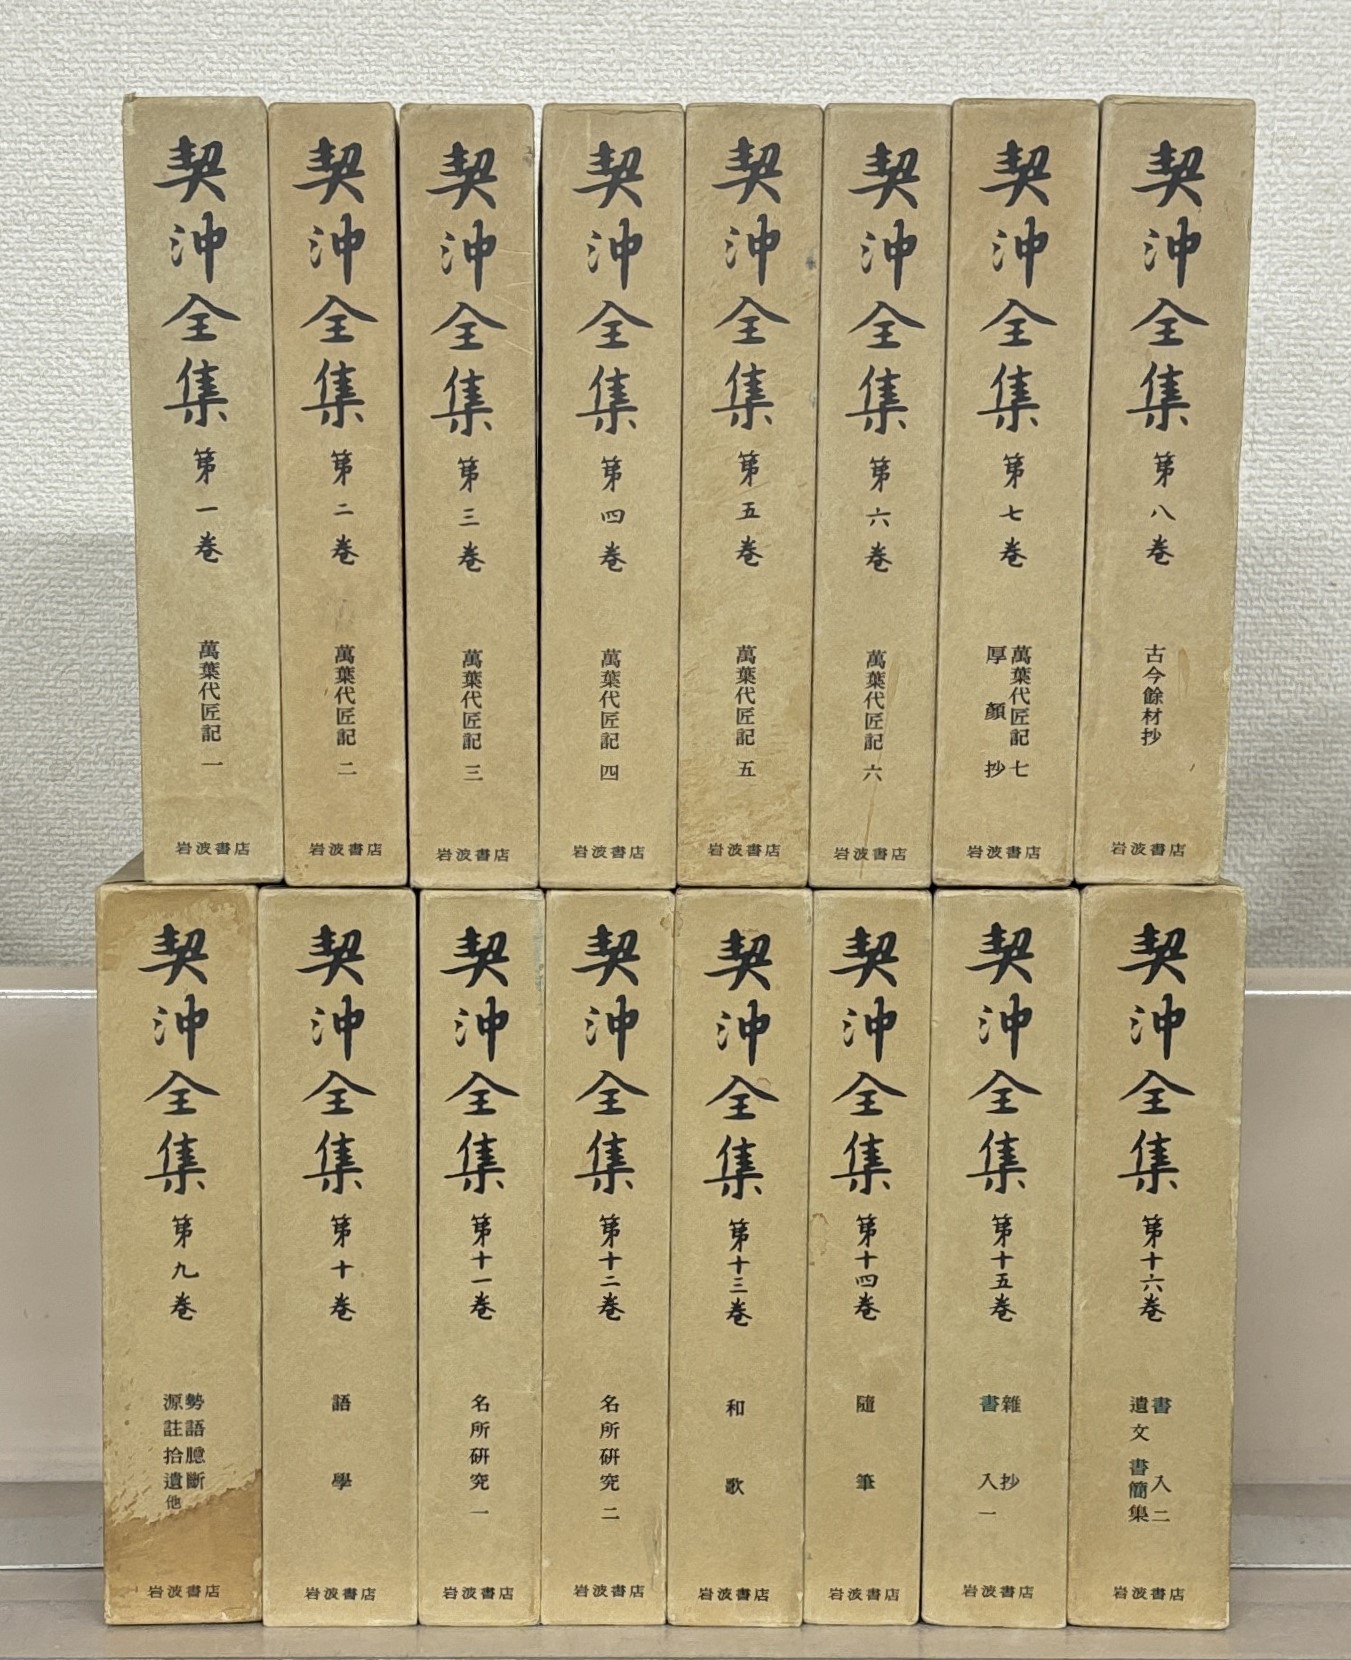 契沖全集
第一巻
萬葉代匠記 一
岩波書店
契沖全集
第二巻
萬葉代匠記 二
岩波書店
契沖全集
第三巻
萬葉代匠記 三
岩波書店
契沖全集
第四巻
萬葉代匠記 四
岩波書店
契沖全集
第五巻
萬葉代匠記 五
岩波書店
契沖全集
第六巻
萬葉代匠記 六
岩波書店
契沖全集
第七巻
萬葉代匠記 七
厚顔抄
岩波書店
契沖全集
第八巻
古今餘材抄
岩波書店
契沖全集
第九巻
勢語臆斷
源註拾遺 他
岩波書店
契沖全集
第十巻
語學
岩波書店
契沖全集
第十一巻
名所研究 一
岩波書店
契沖全集
第十二巻
名所研究 二
岩波書店
契沖全集
第十三巻
和歌
岩波書店
契沖全集
第十四巻
隨筆
岩波書店
契沖全集
第十五巻
雜抄
書入一
岩波書店
契沖全集
第十六巻
書入二
遺文 書簡集
岩波書店